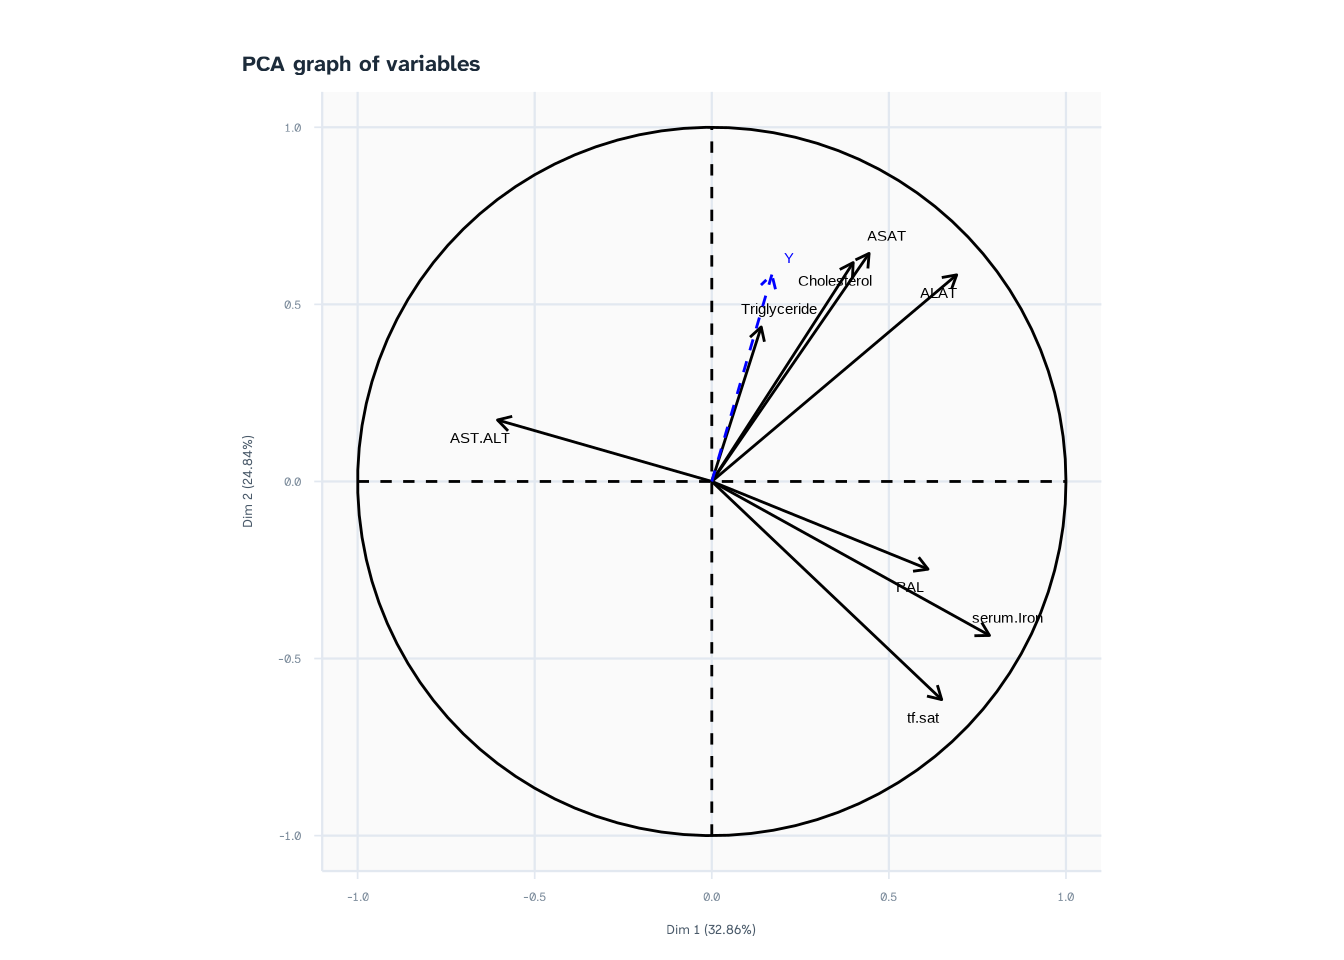 PCA graph of variables
1.0
ASAT
Y
Cholesterol
ALAT
0.5
Triglyceride
AST.ALT
Dim 2 (24.84%)
0.0
PAL
serum.Iron
-0.5
tf.sat
-1.0
-1.0
-0.5
0.0
0.5
1.0
Dim 1 (32.86%)